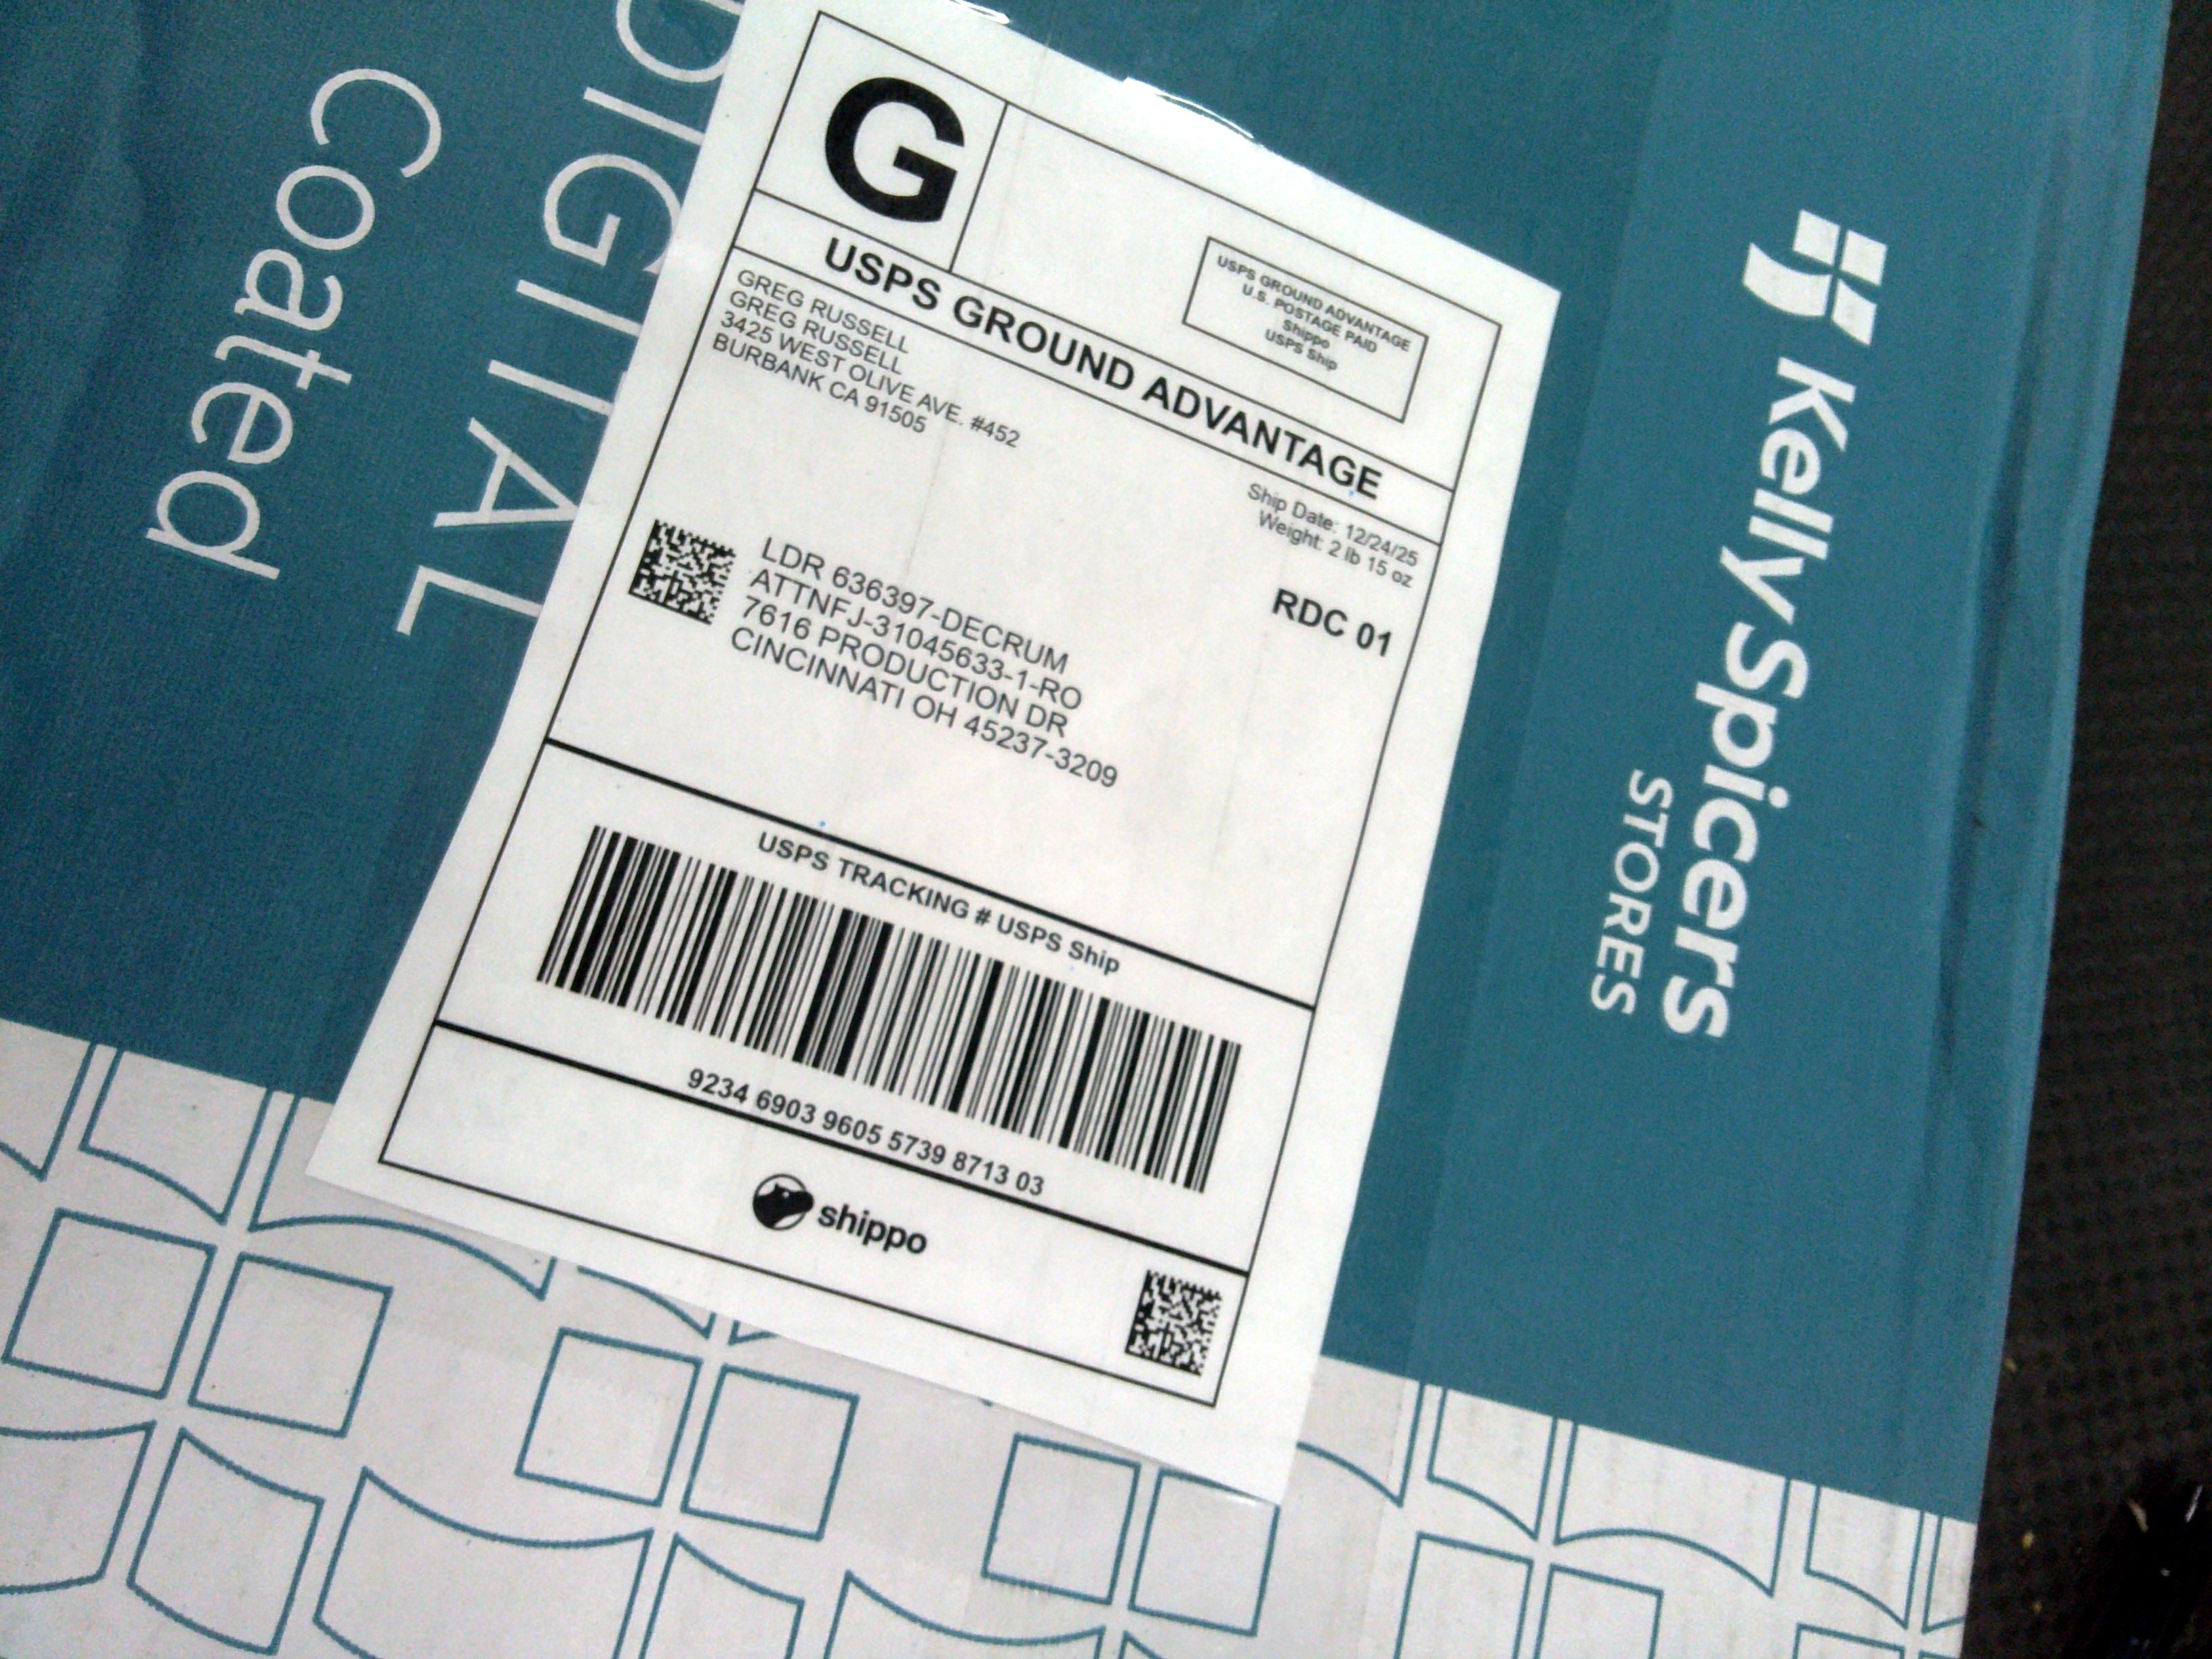 G
USPS GROUND ADVANTAGE
U.S. POSTAGE PAID
Shippo
USPS Ship
USPS GROUND ADVANTAGE
GREG RUSSELL
GREG RUSSELL
3425 WEST OLIVE AVE. #452
BURBANK CA 91505
Ship Date: 12/24/25
Weight: 2 lb 15 oz
RDC 01
LDR 636397-DECRUM
ATTNFJ-31045633-1-RO
7616 PRODUCTION DR
CINCINNATI OH 45237-3209
USPS TRACKING # USPS Ship
9234 6903 9605 5739 8713 03
shippo
DIGITAL
Coated
KellySpicers
STORES